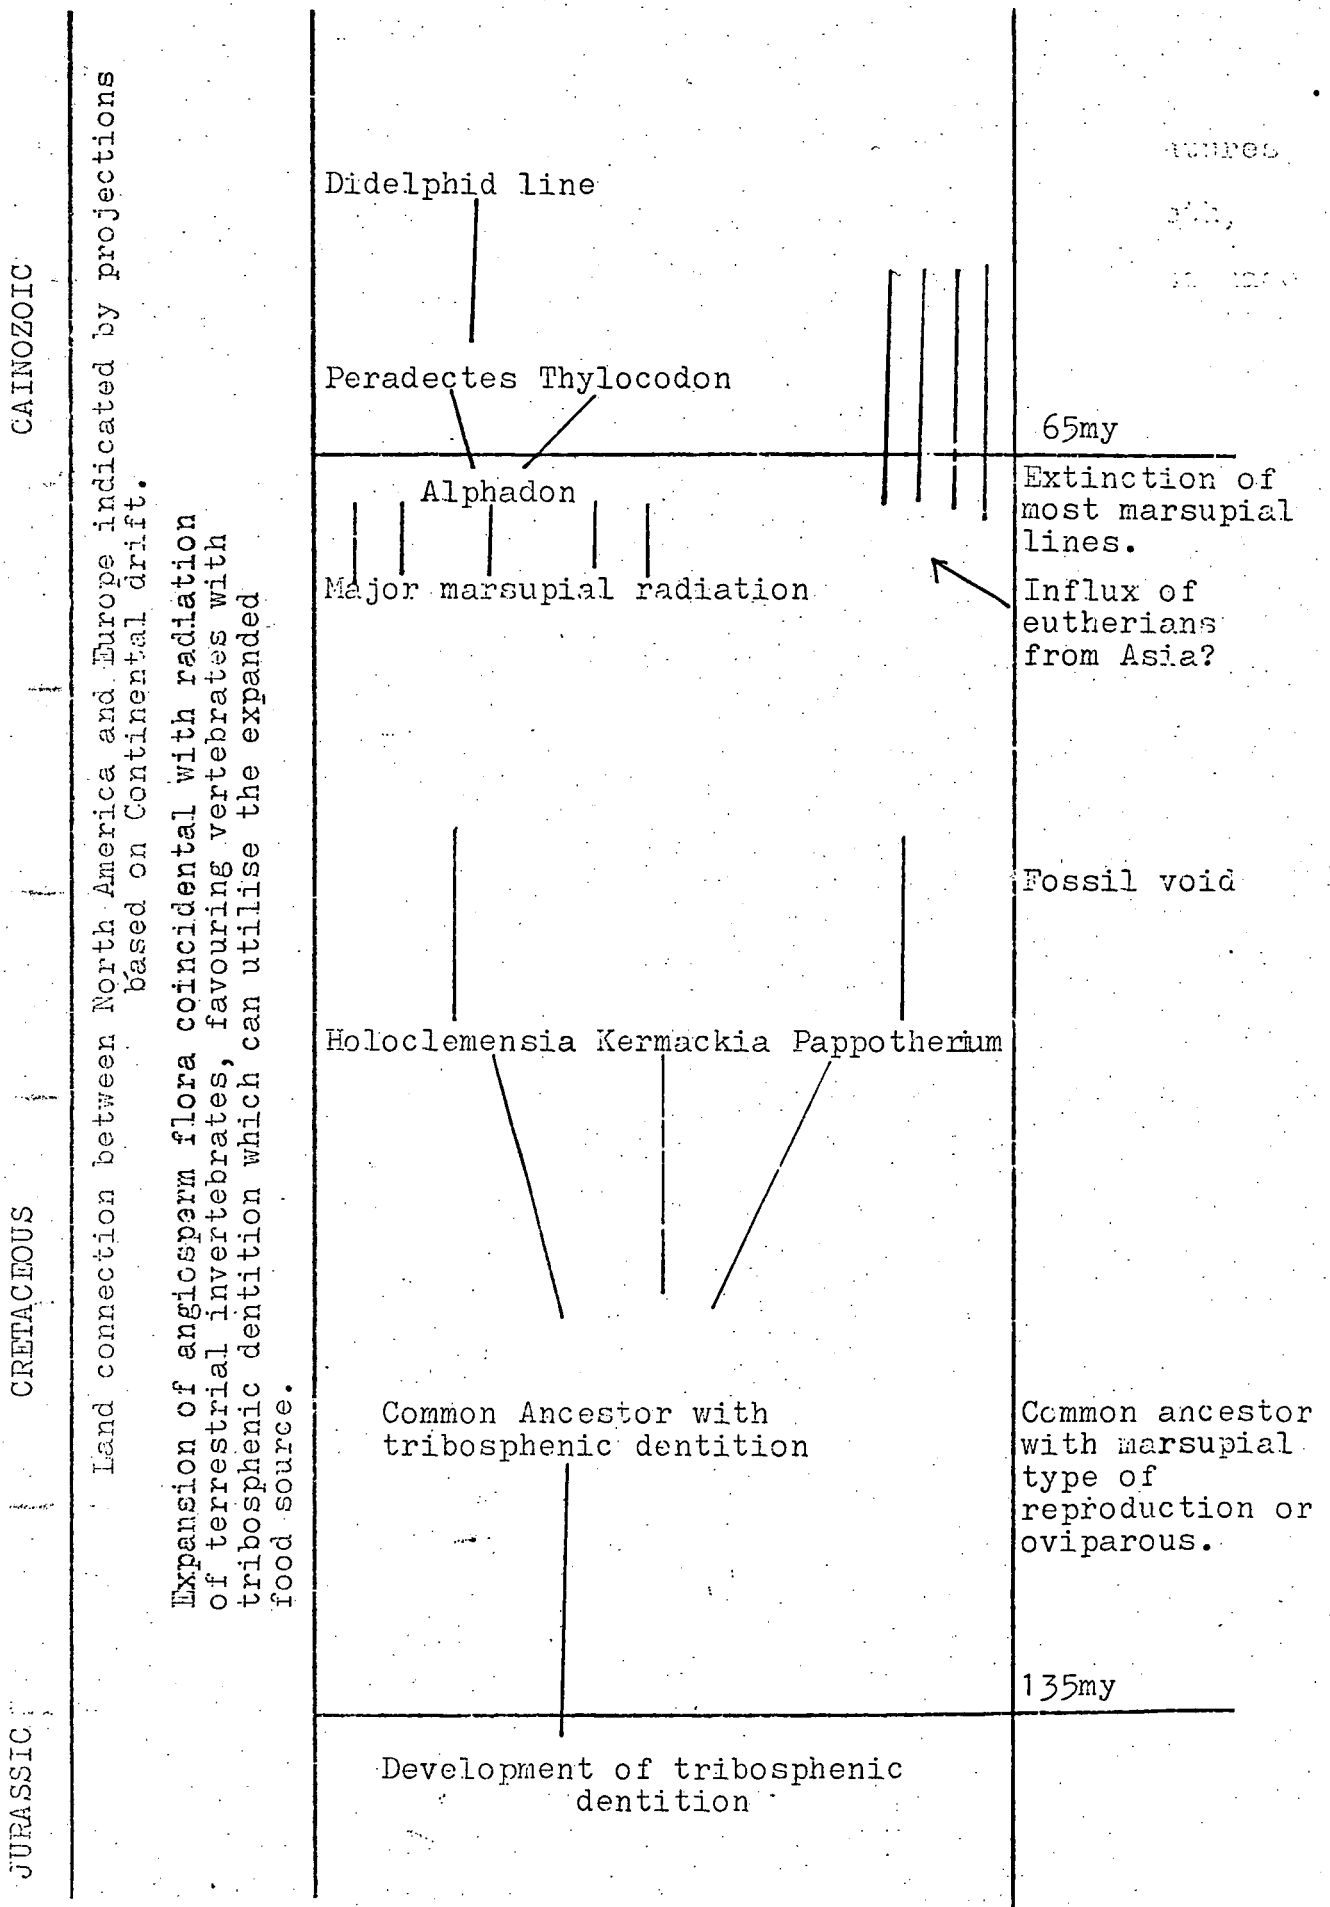 CAINOZOIC
CRETACEOUS
JURASSIC
Land connection between North America and Europe indicated by projections
based on Continental drift.
Expansion of angiosperm flora coincidental with radiation
of terrestrial invertebrates, favouring vertebrates with
tribosphenic dentition which can utilise the expanded
food source.
Didelphid line
Peradectes Thylocodon
65my
Alphadon
Extinction of
most marsupial
lines.
Major marsupial radiation
Influx of
eutherians
from Asia?
Fossil void
Holoclemensia Kermackia Pappotherium
Common Ancestor with
tribosphenic dentition
Common ancestor
with marsupial
type of
reproduction or
oviparous.
135my
Development of tribosphenic
dentition